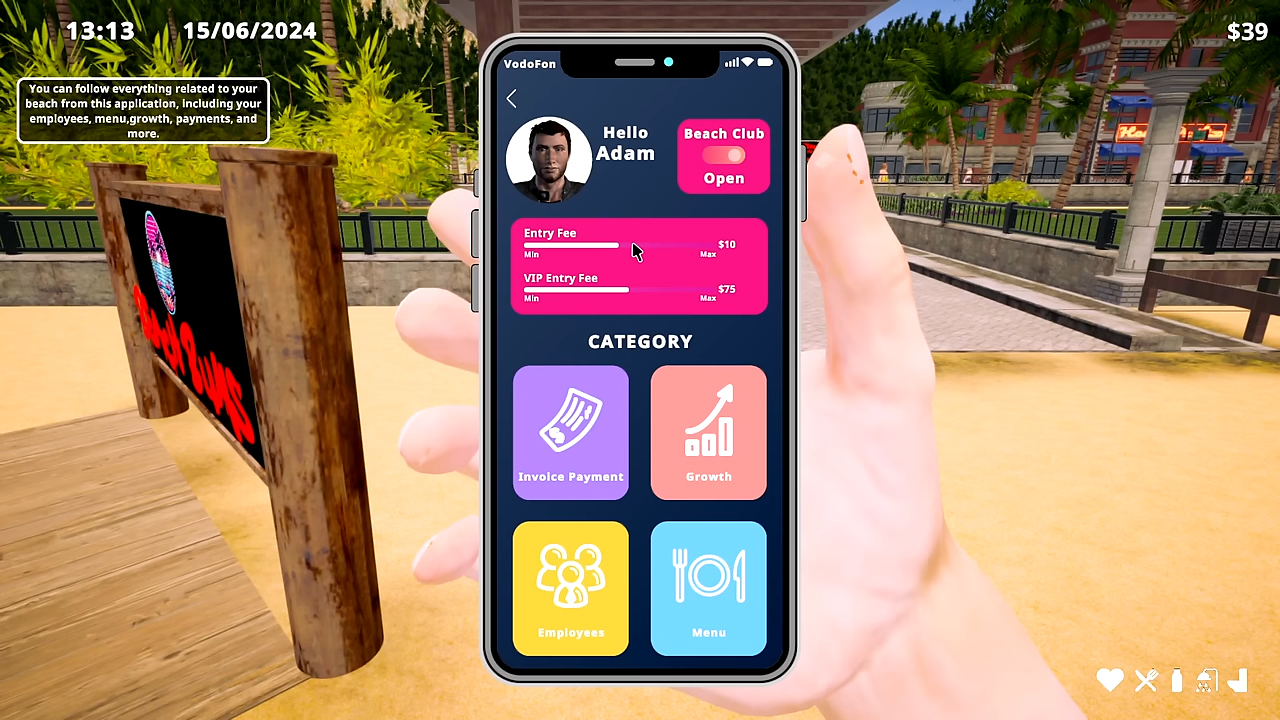 13:13
15/06/2024
$39
You can follow everything related to your
beach from this application, including your
employees, menu,growth, payments, and
more.
VodoFon
Hello
Adam
Beach Club
Open
Entry Fee
$10
Min
Max
VIP Entry Fee
$75
Min
Max
CATEGORY
Invoice Payment
Growth
Employees
Menu